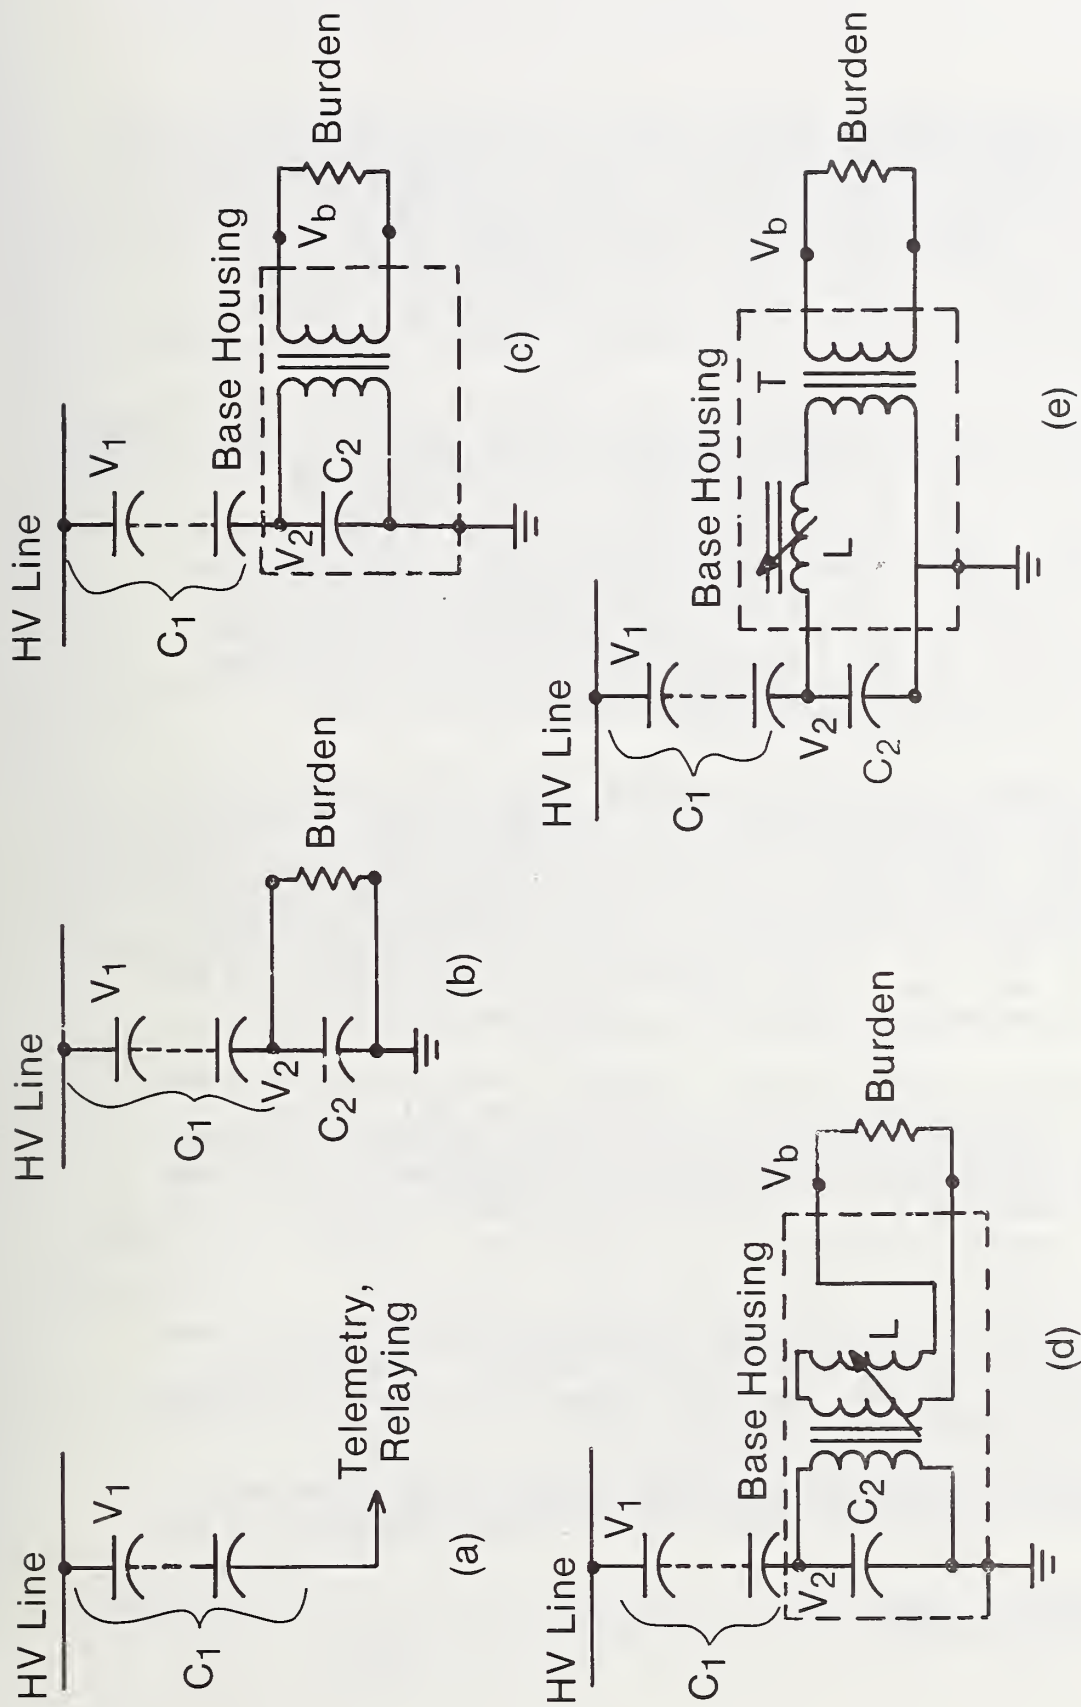 HV Line
V1
C1
Telemetry,
Relaying
(a)
HV Line
V1
C1
V2
C2
Burden
(b)
HV Line
V1
C1
Base Housing
V2
C2
Vb
Burden
(c)
HV Line
V1
C1
Base Housing
V2
C2
L
Vb
Burden
(d)
HV Line
V1
C1
Base Housing
V2
C2
L
T
Vb
Burden
(e)